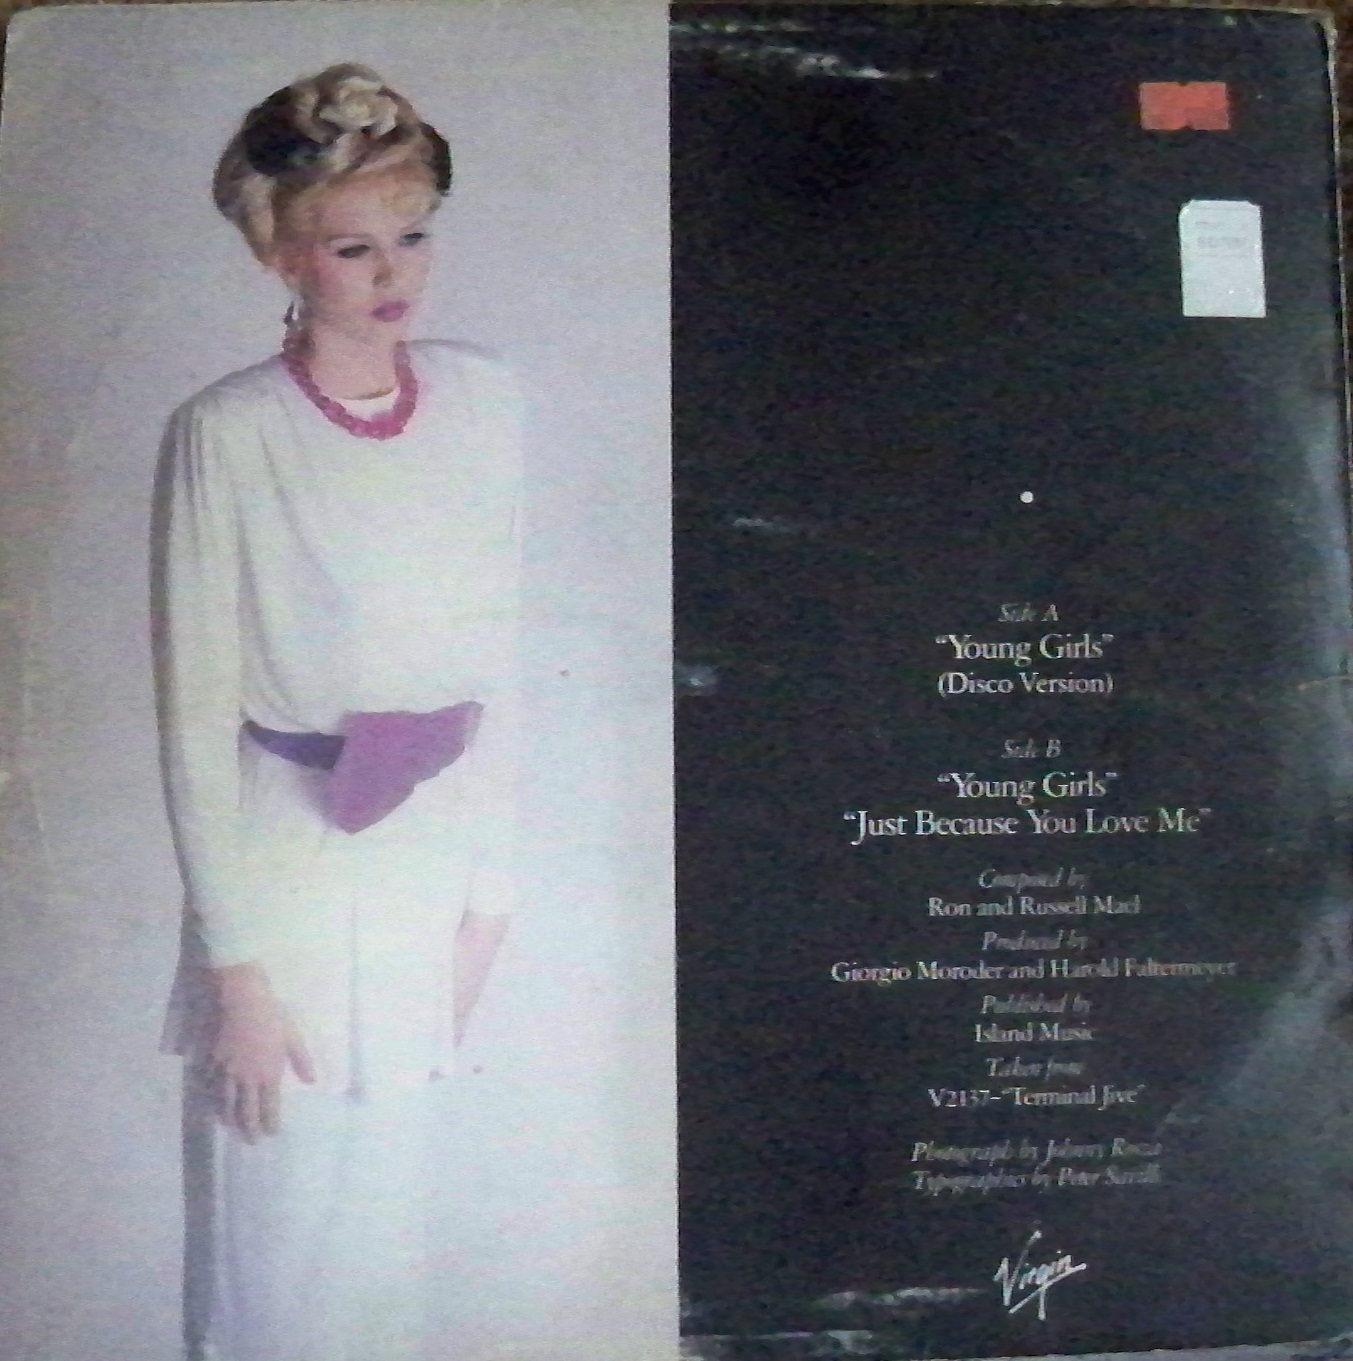 Side A
“Young Girls”
(Disco Version)
Side B
“Young Girls”
“Just Because You Love Me”
Composed by
Ron and Russell Mael
Produced by
Giorgio Moroder and Harold Faltermeyer
Published by
Island Music
Taken from
V2137-“Terminal Jive”
Photograph by Johnny Rozsa
Typographics by Peter Saville
Virgin